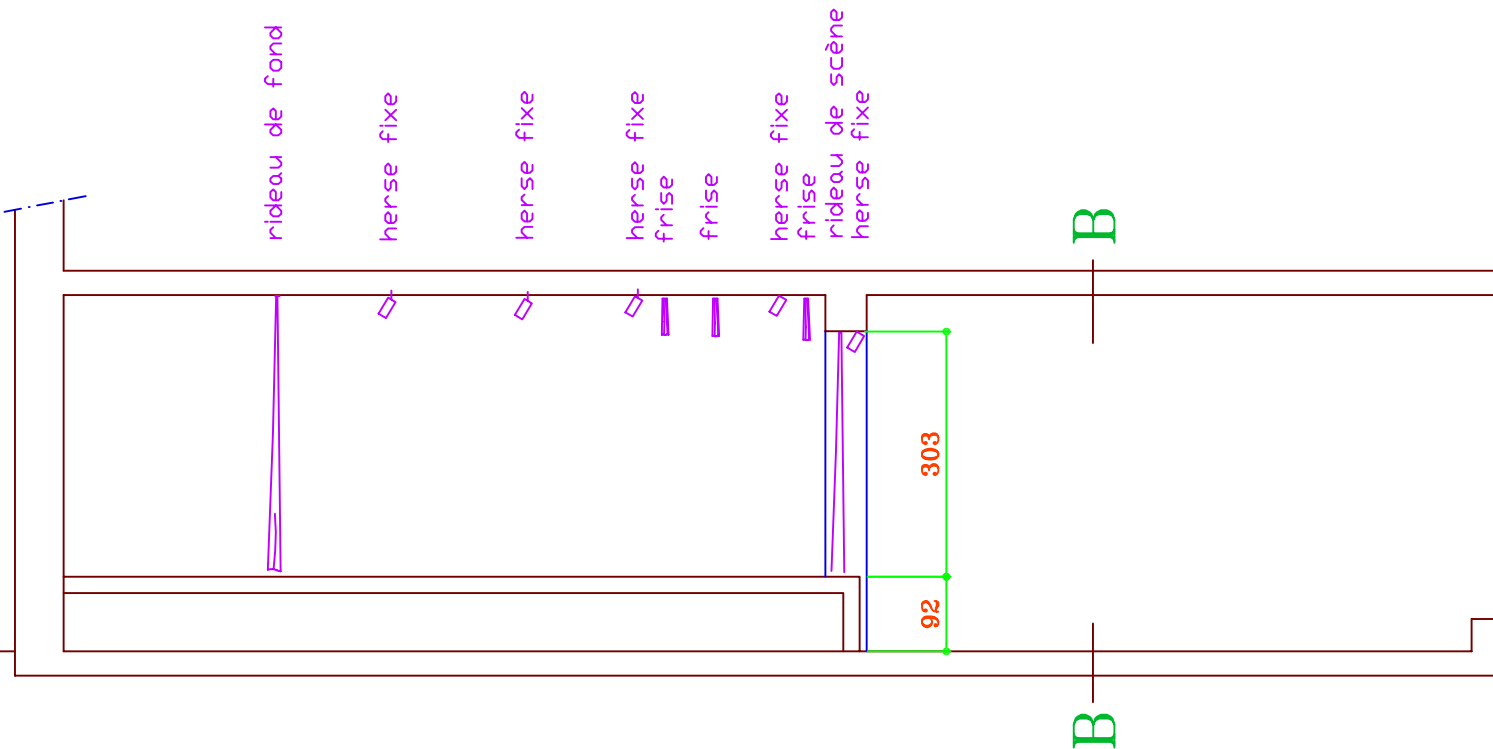 rideau de fond
herse fixe
herse fixe
herse fixe
frise
frise
herse fixe
frise
rideau de scène
herse fixe
B
303
92
B